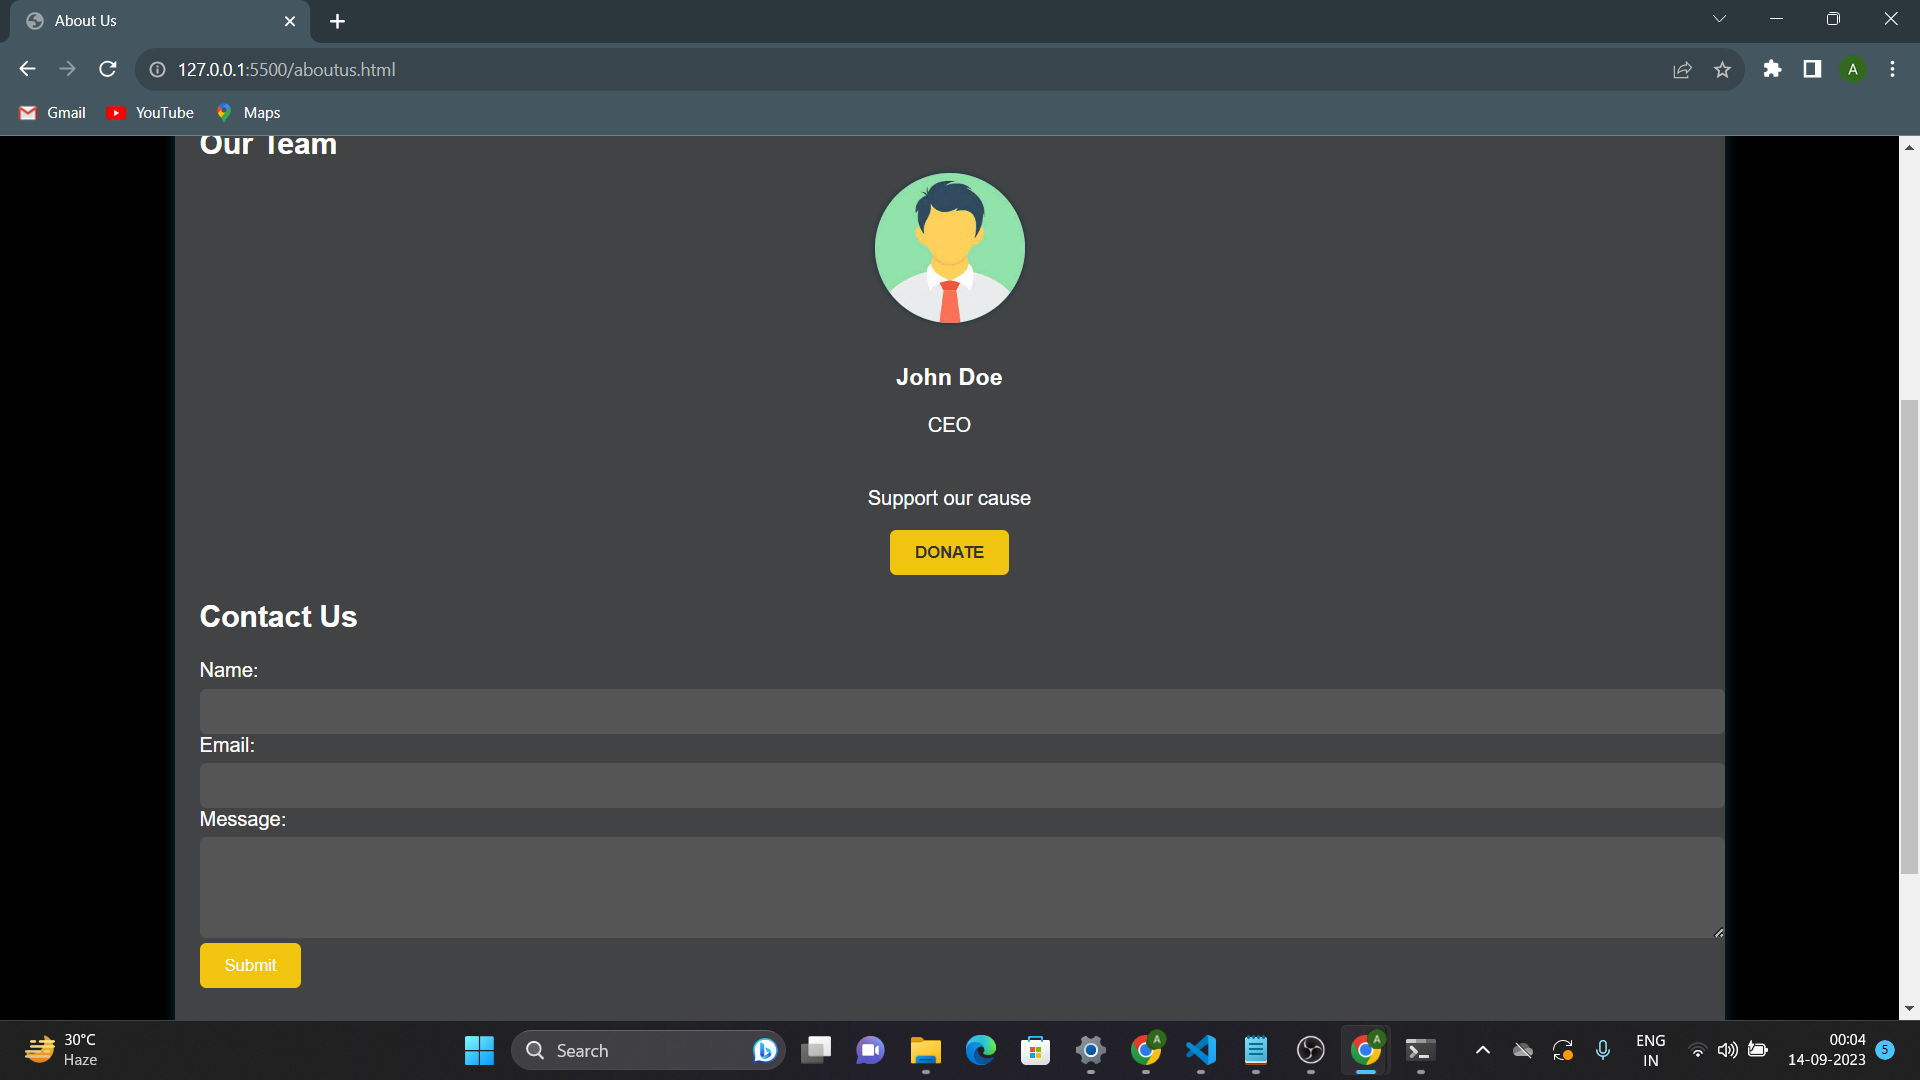 About Us
127.0.0.1:5500/aboutus.html
A
Gmail
YouTube
Maps
Our Team
John Doe
CEO
Support our cause
DONATE
Contact Us
Name:
Email:
Message:
Submit
30°C
Haze
Search
A
A
ENG
IN
00:04
14-09-2023
5